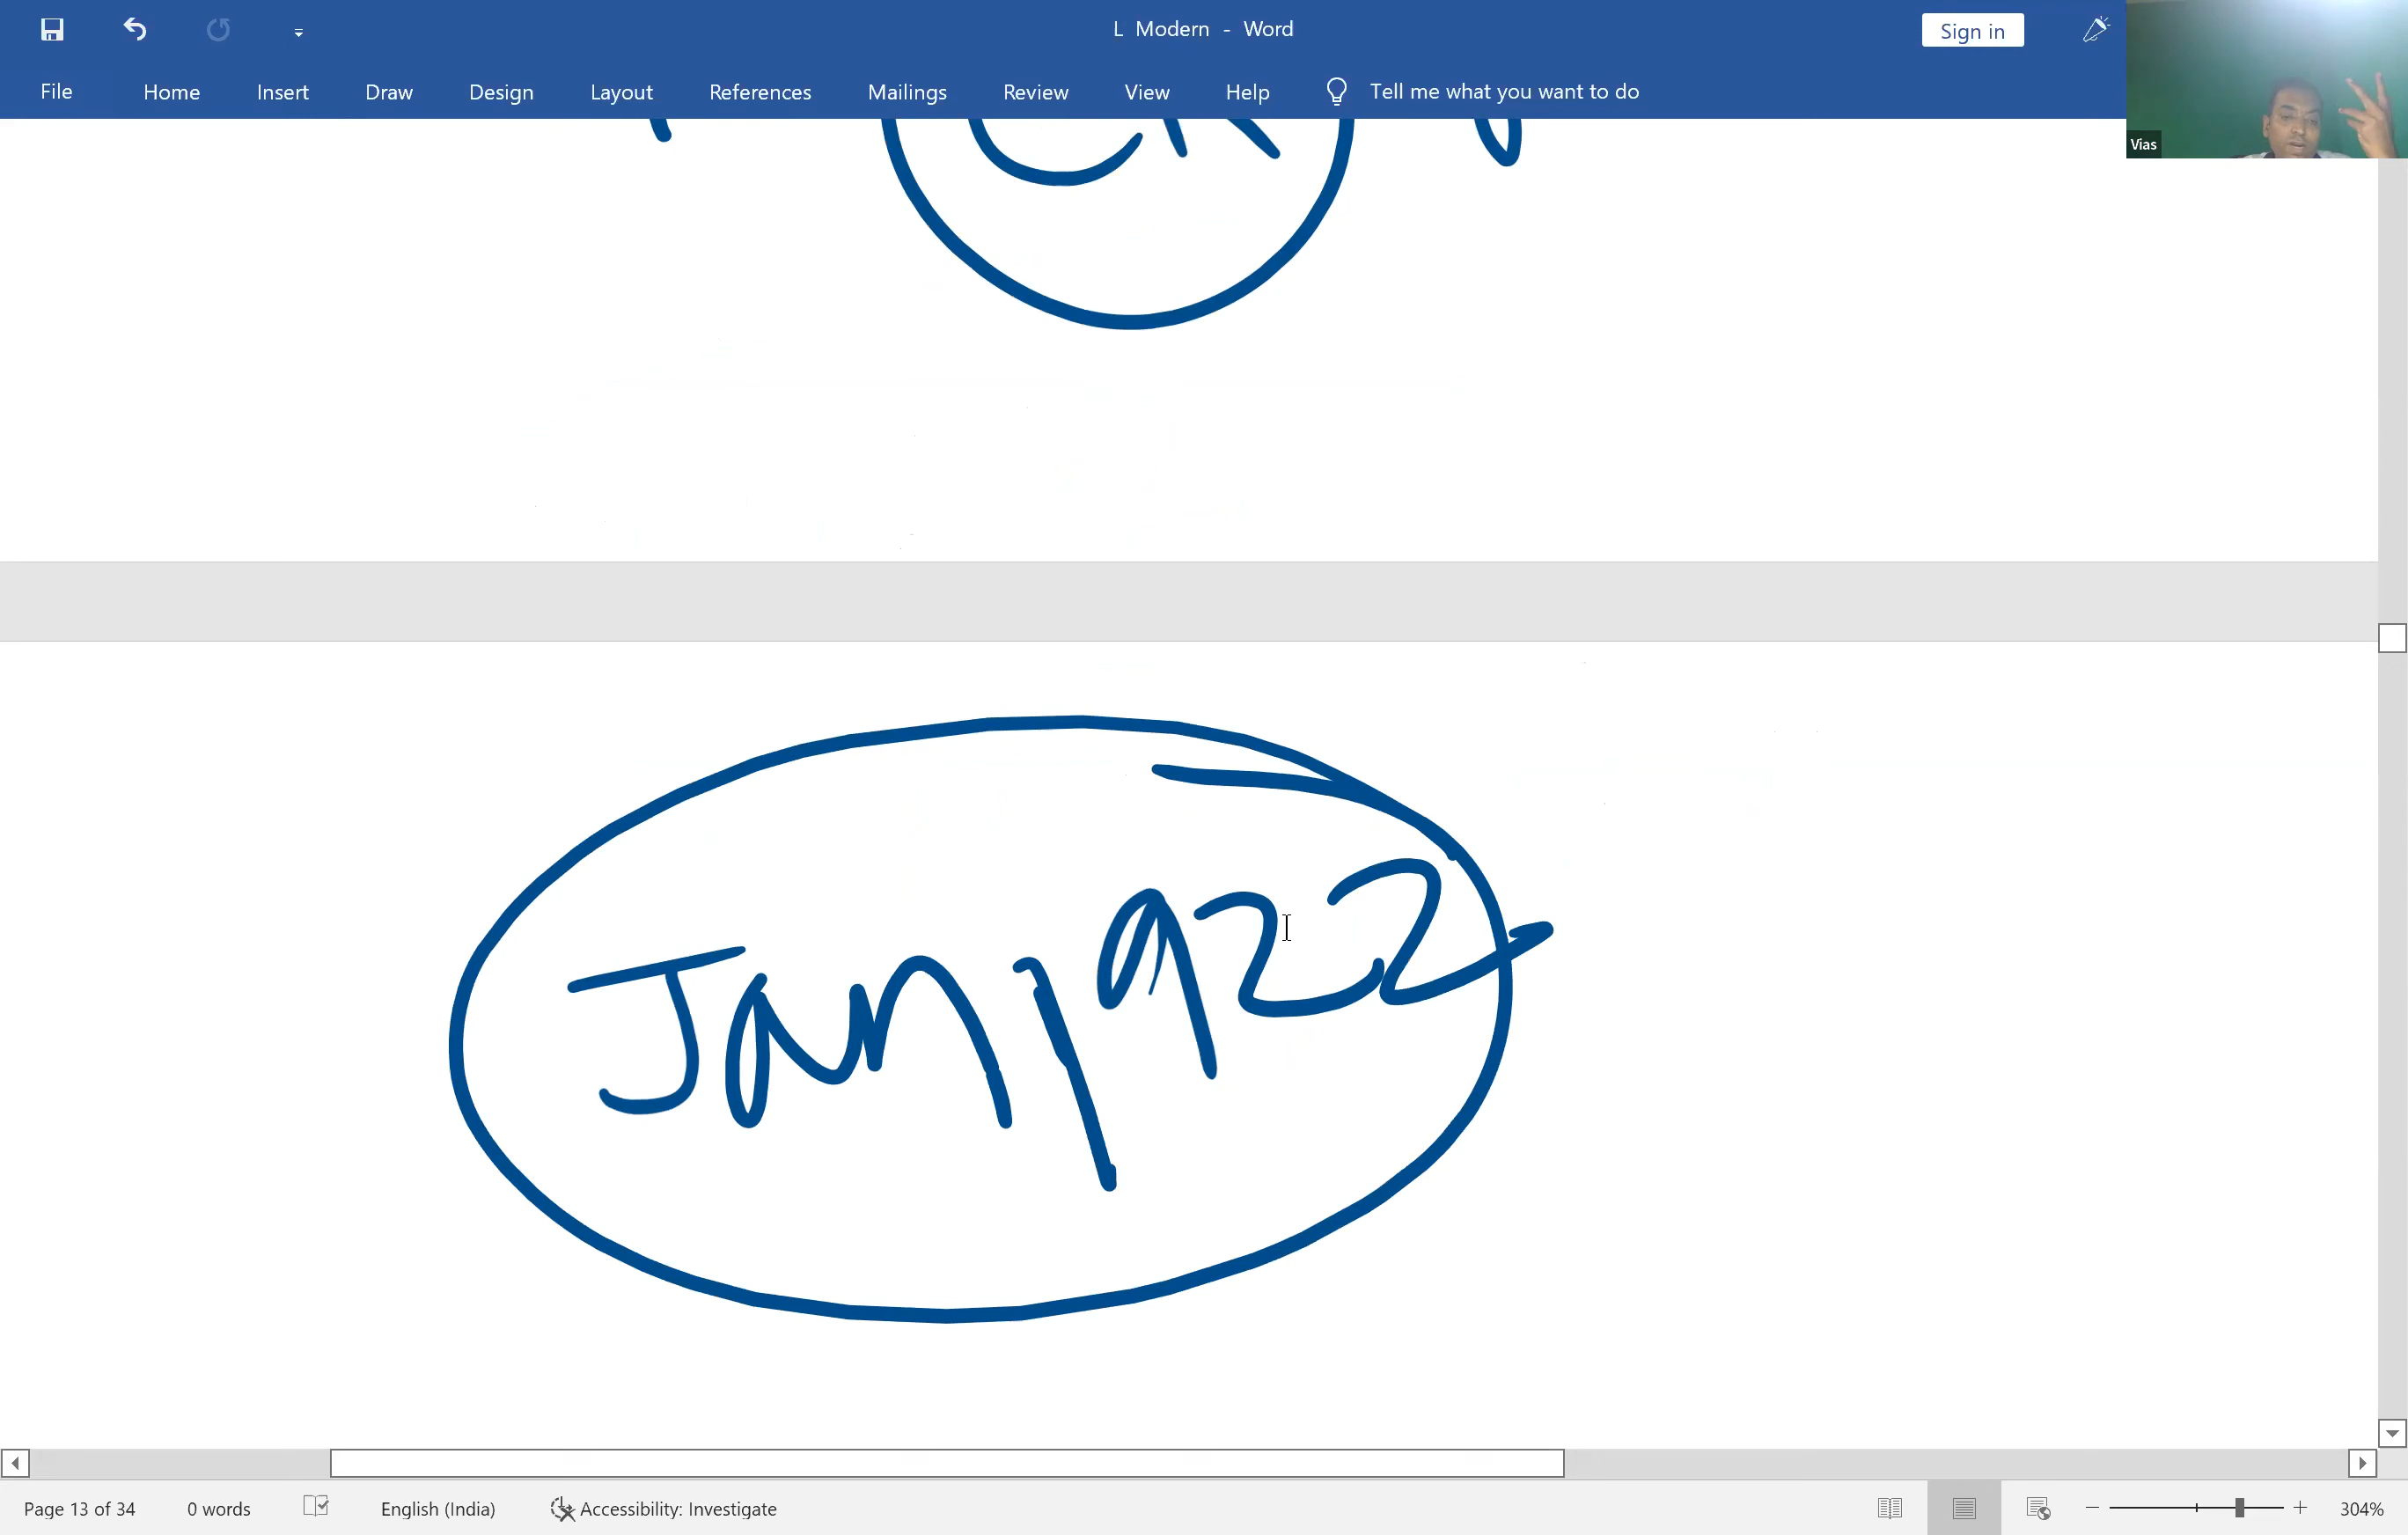 L Modern - Word
Sign in
File Home Insert Draw Design Layout References Mailings Review View Help Tell me what you want to do
Vias
Jan 1922
Page 13 of 34 0 words English (India) Accessibility: Investigate 304%